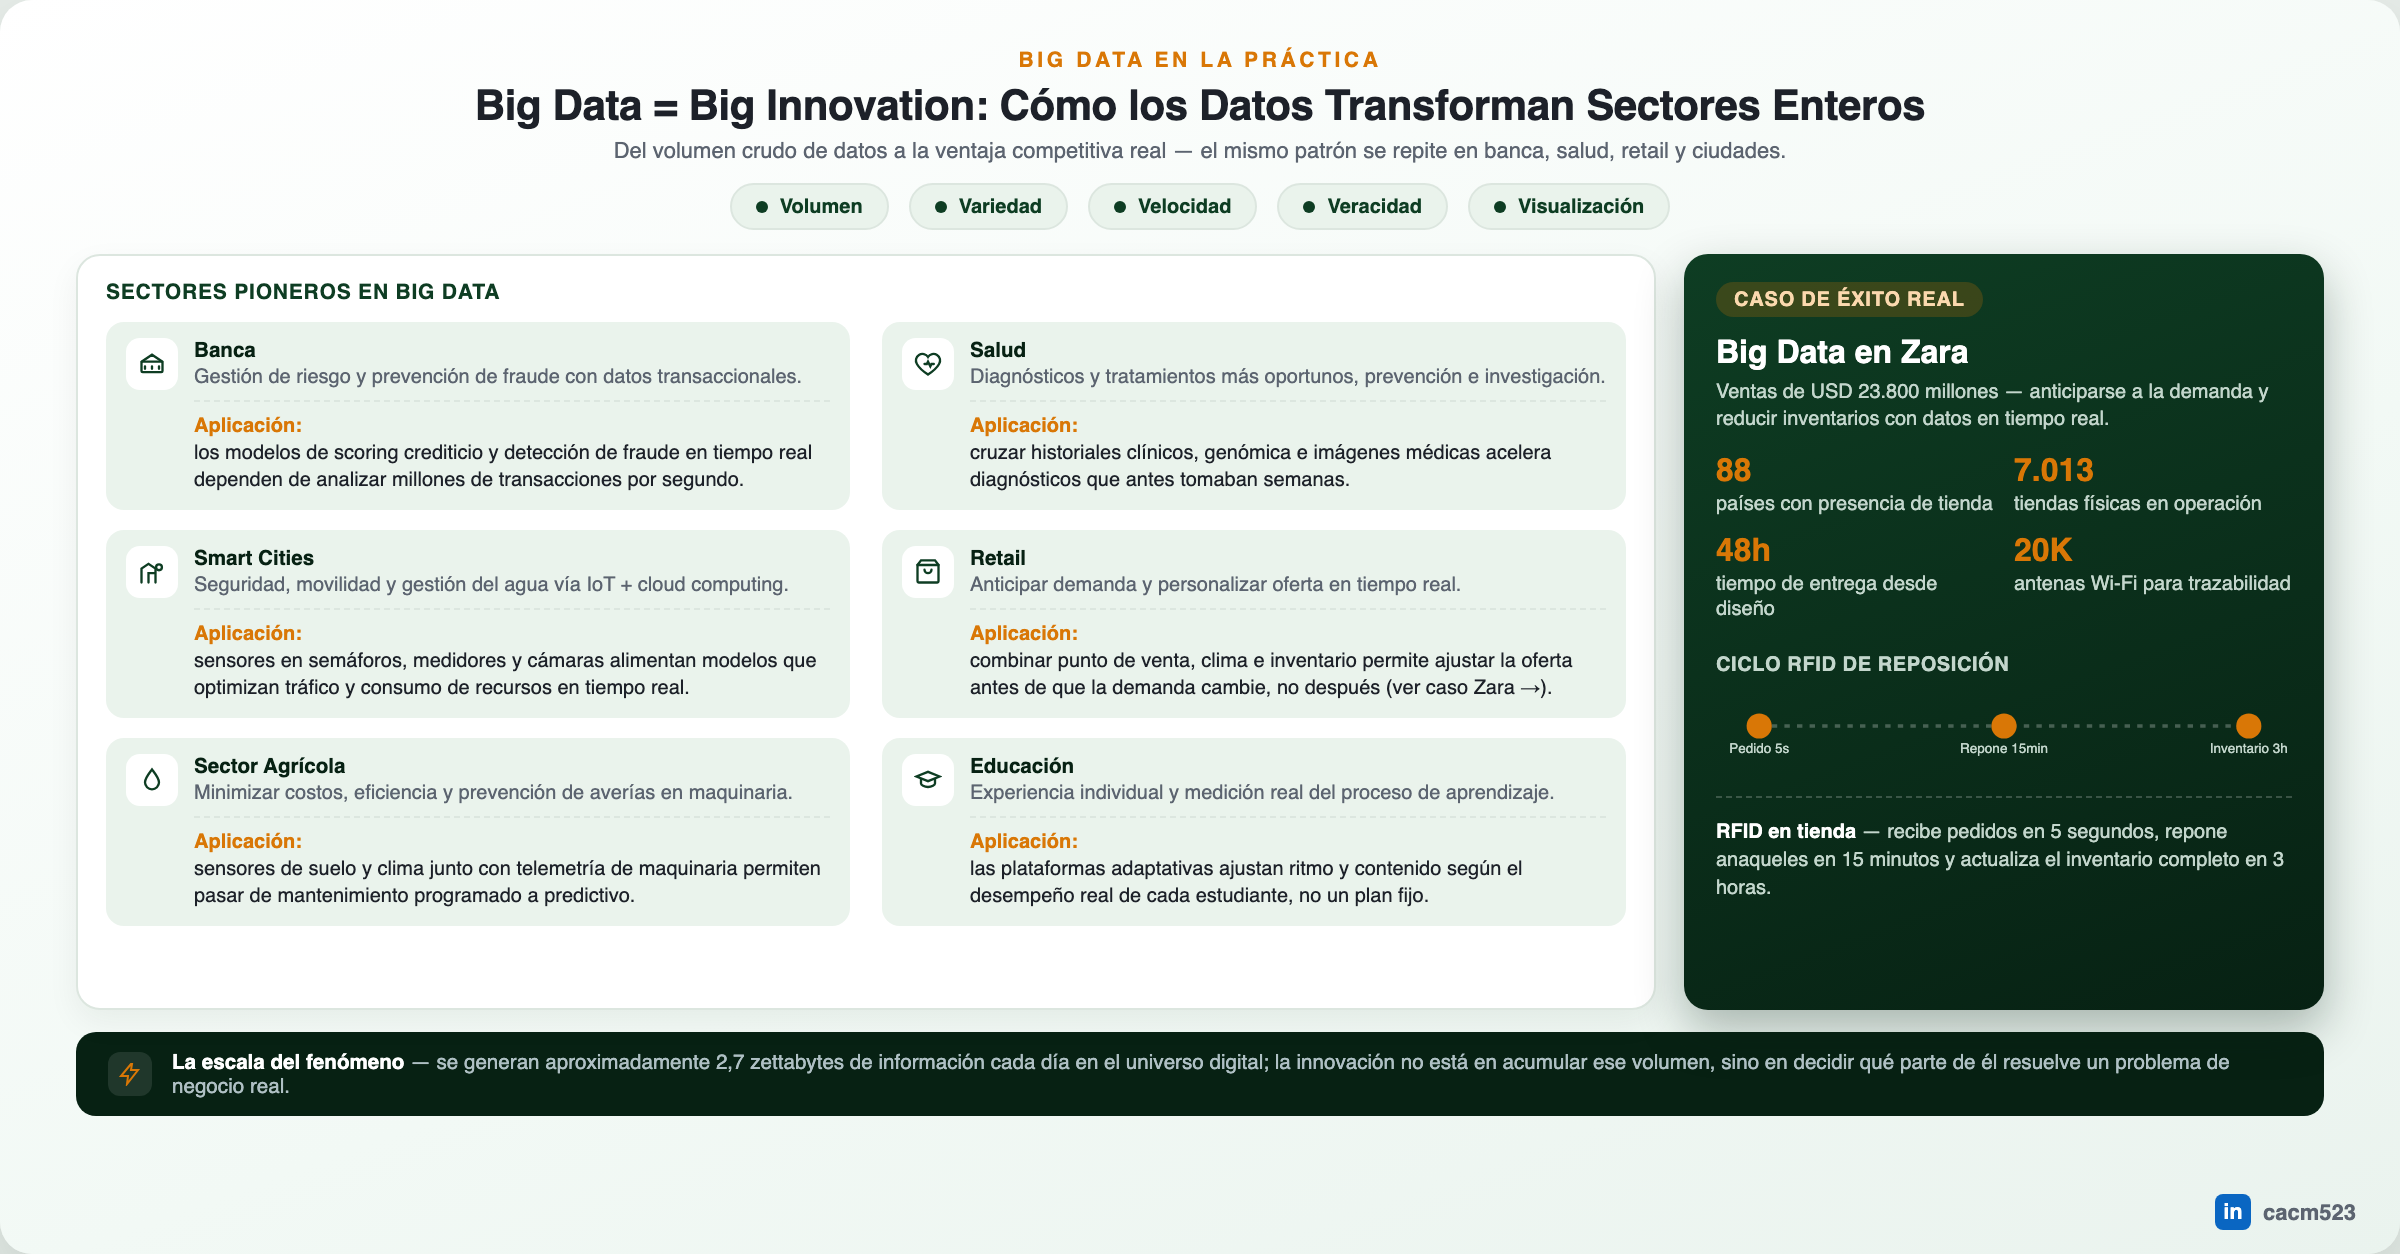 BIG DATA EN LA PRÁCTICA
Big Data = Big Innovation: Cómo los Datos Transforman Sectores Enteros
Del volumen crudo de datos a la ventaja competitiva real — el mismo patrón se repite en banca, salud, retail y ciudades.
Volumen
Variedad
Velocidad
Veracidad
Visualización
SECTORES PIONEROS EN BIG DATA
Banca
Gestión de riesgo y prevención de fraude con datos transaccionales.
Aplicación:
los modelos de scoring crediticio y detección de fraude en tiempo real
dependen de analizar millones de transacciones por segundo.
Salud
Diagnósticos y tratamientos más oportunos, prevención e investigación.
Aplicación:
cruzar historiales clínicos, genómica e imágenes médicas acelera
diagnósticos que antes tomaban semanas.
Smart Cities
Seguridad, movilidad y gestión del agua vía IoT + cloud computing.
Aplicación:
sensores en semáforos, medidores y cámaras alimentan modelos que
optimizan tráfico y consumo de recursos en tiempo real.
Retail
Anticipar demanda y personalizar oferta en tiempo real.
Aplicación:
combinar punto de venta, clima e inventario permite ajustar la oferta
antes de que la demanda cambie, no después (ver caso Zara →).
Sector Agrícola
Minimizar costos, eficiencia y prevención de averías en maquinaria.
Aplicación:
sensores de suelo y clima junto con telemetría de maquinaria permiten
pasar de mantenimiento programado a predictivo.
Educación
Experiencia individual y medición real del proceso de aprendizaje.
Aplicación:
las plataformas adaptativas ajustan ritmo y contenido según el
desempeño real de cada estudiante, no un plan fijo.
CASO DE ÉXITO REAL
Big Data en Zara
Ventas de USD 23.800 millones — anticiparse a la demanda y
reducir inventarios con datos en tiempo real.
88
países con presencia de tienda
7.013
tiendas físicas en operación
48h
tiempo de entrega desde
diseño
20K
antenas Wi-Fi para trazabilidad
CICLO RFID DE REPOSICIÓN
Pedido 5s
Repone 15min
Inventario 3h
RFID en tienda — recibe pedidos en 5 segundos, repone
anaqueles en 15 minutos y actualiza el inventario completo en 3
horas.
La escala del fenómeno — se generan aproximadamente 2,7 zettabytes de información cada día en el universo digital; la innovación no está en acumular ese volumen, sino en decidir qué parte de él resuelve un problema de
negocio real.
in cacm523